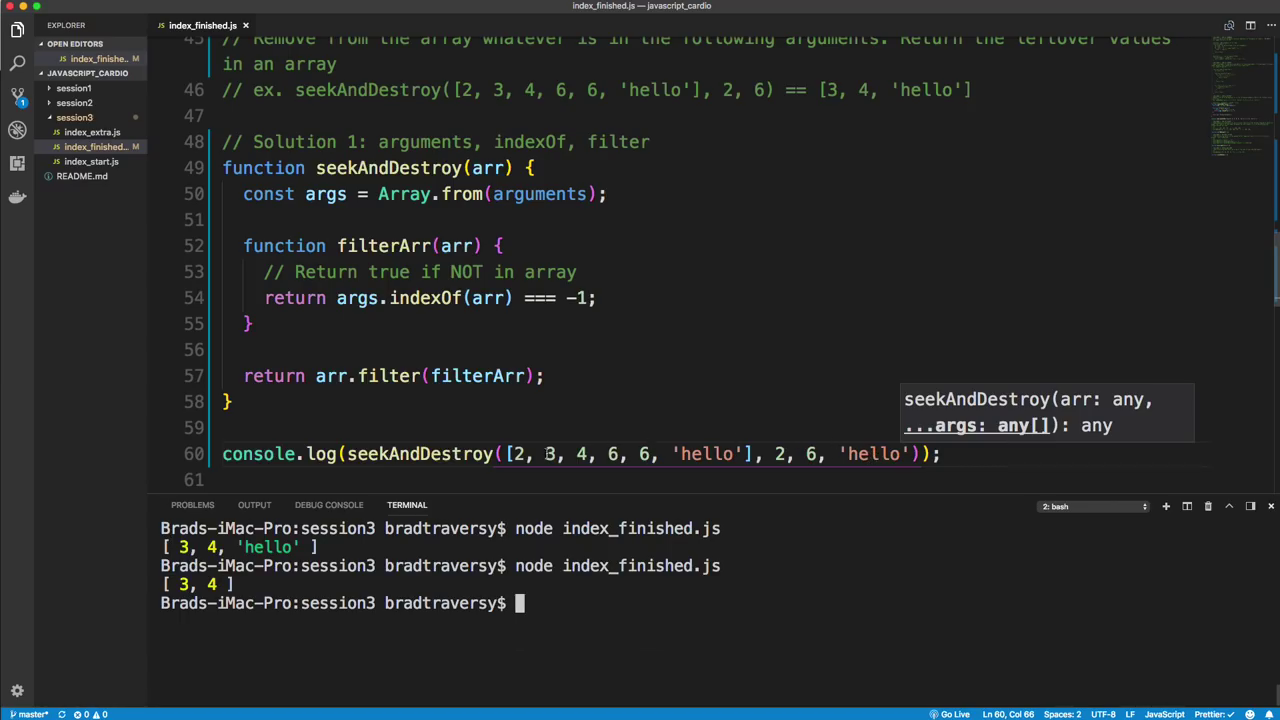 index_finished.js — javascript_cardio
EXPLORER
index_finished.js ×
OPEN EDITORS
index_finishe.. M
JAVASCRIPT_CARDIO
session1
session2
session3
index_extra.js
index_finished... M
index_start.js
README.md
1
45 // Remove from the array whatever is in the following arguments. Return the leftover values
in an array
46 // ex. seekAndDestroy([2, 3, 4, 6, 6, 'hello'], 2, 6) == [3, 4, 'hello']
47
48 // Solution 1: arguments, indexOf, filter
49 function seekAndDestroy(arr) {
50 const args = Array.from(arguments);
51
52 function filterArr(arr) {
53 // Return true if NOT in array
54 return args.indexOf(arr) === -1;
55 }
56
57 return arr.filter(filterArr);
58 }
59
seekAndDestroy(arr: any,
...args: any[]): any
60 console.log(seekAndDestroy([2, 3, 4, 6, 6, 'hello'], 2, 6, 'hello'));
61
PROBLEMS OUTPUT DEBUG CONSOLE TERMINAL 2: bash
Brads-iMac-Pro:session3 bradtraversy$ node index_finished.js
[ 3, 4, 'hello' ]
Brads-iMac-Pro:session3 bradtraversy$ node index_finished.js
[ 3, 4 ]
Brads-iMac-Pro:session3 bradtraversy$
master* 0 0 Go Live Ln 60, Col 66 Spaces: 2 UTF-8 LF JavaScript Prettier: ✓